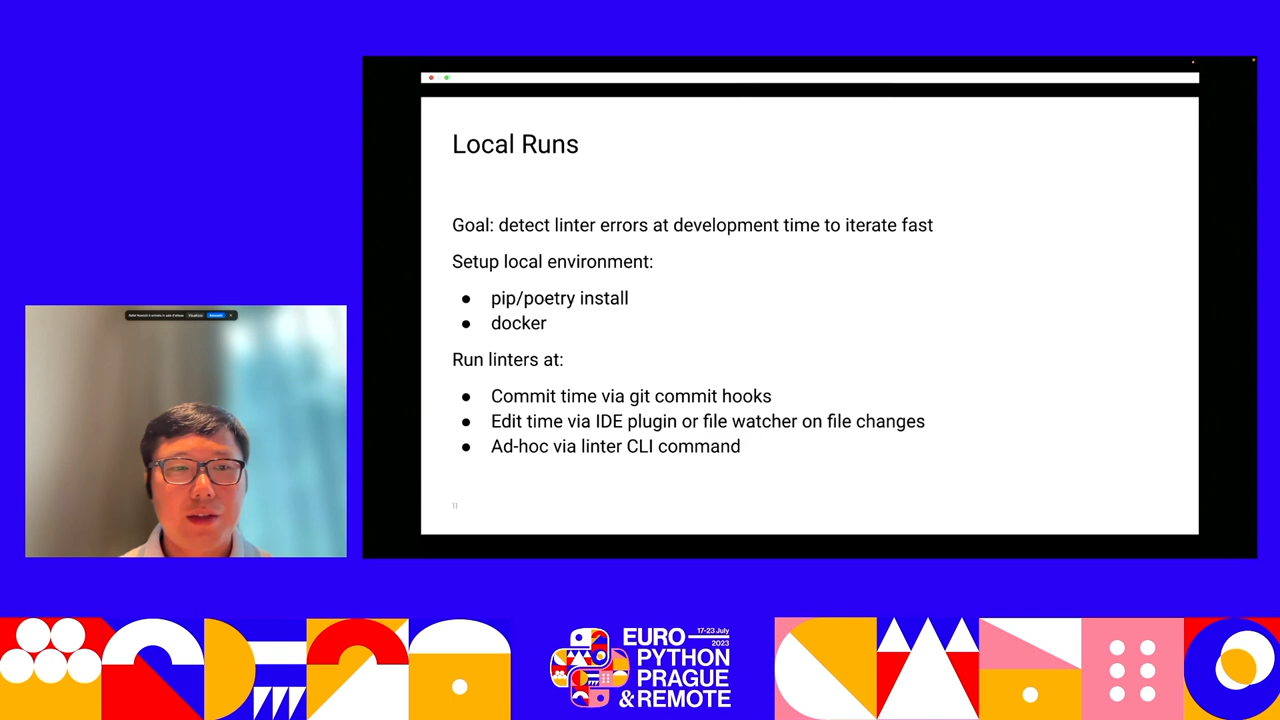 Local Runs
Goal: detect linter errors at development time to iterate fast
Setup local environment:
● pip/poetry install
● docker
Run linters at:
● Commit time via git commit hooks
● Edit time via IDE plugin or file watcher on file changes
● Ad-hoc via linter CLI command
11
17-23 July
2023
EURO
PYTHON
PRAGUE
& REMOTE